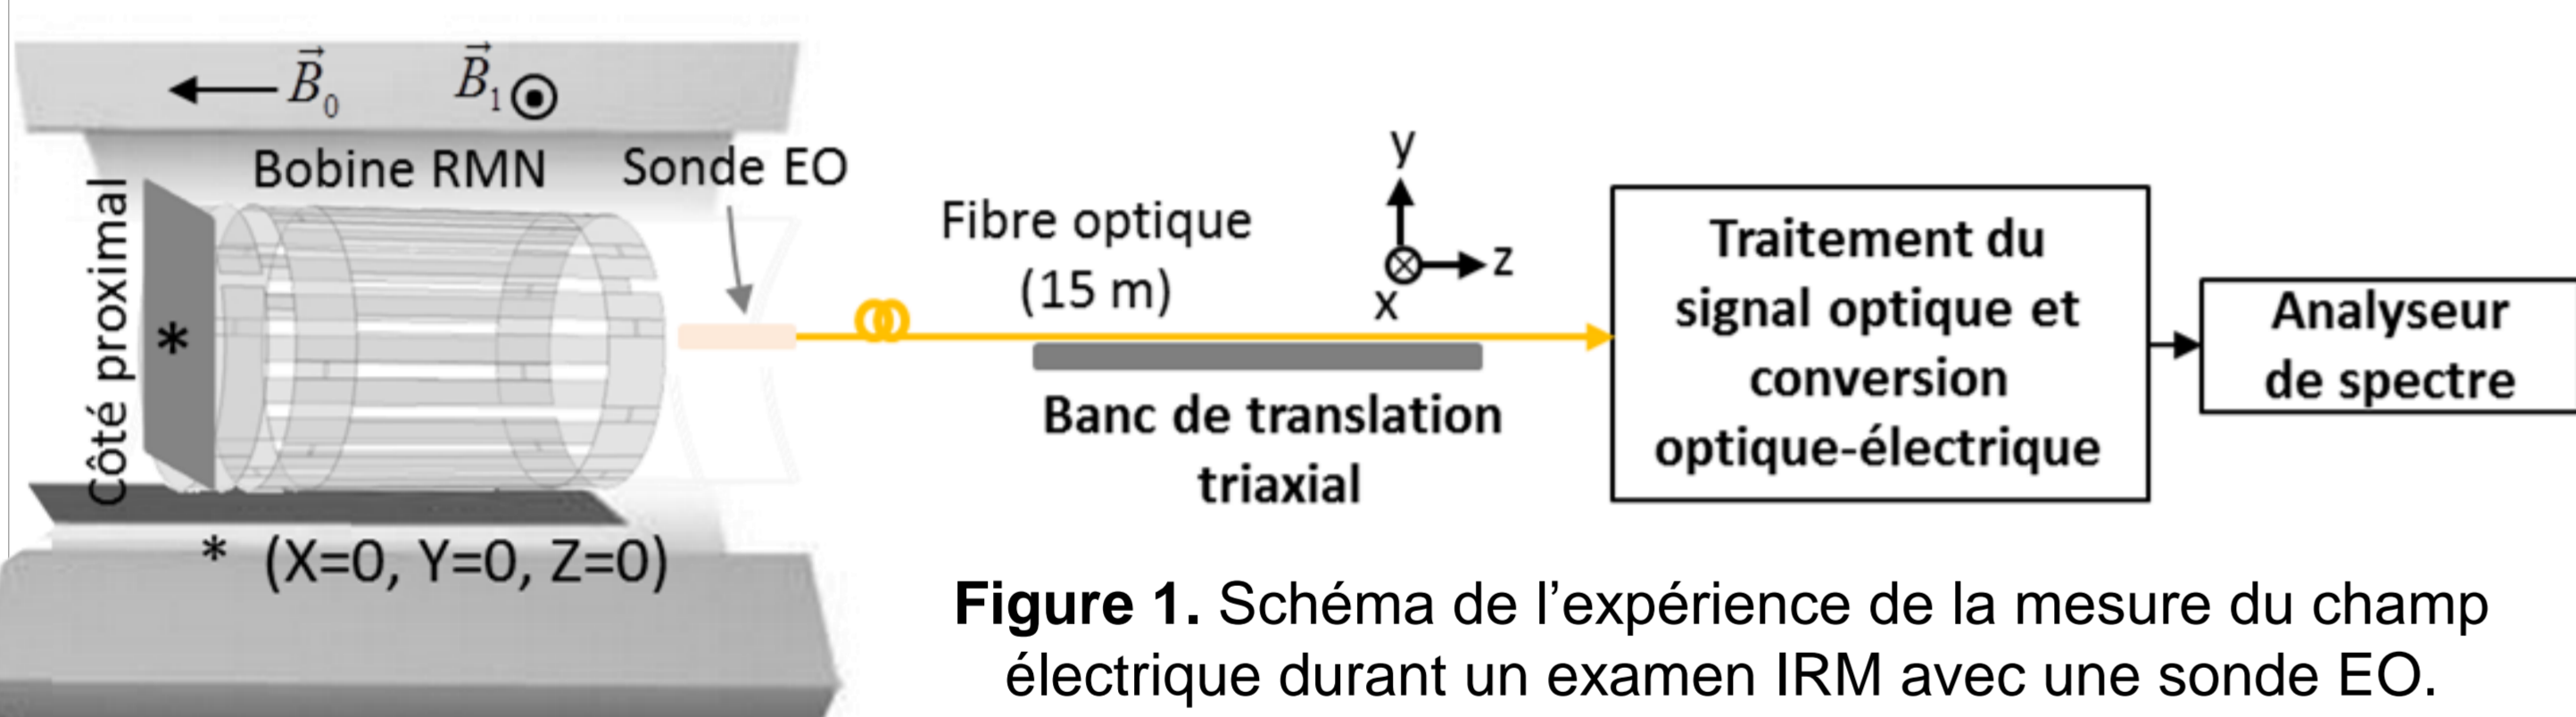 B⃗0
B⃗1
Bobine RMN
Sonde EO
Côté proximal
*
* (X=0, Y=0, Z=0)
Fibre optique
(15 m)
y
z
x
Banc de translation
triaxial
Traitement du
signal optique et
conversion
optique-électrique
Analyseur
de spectre
Figure 1. Schéma de l’expérience de la mesure du champ
électrique durant un examen IRM avec une sonde EO.